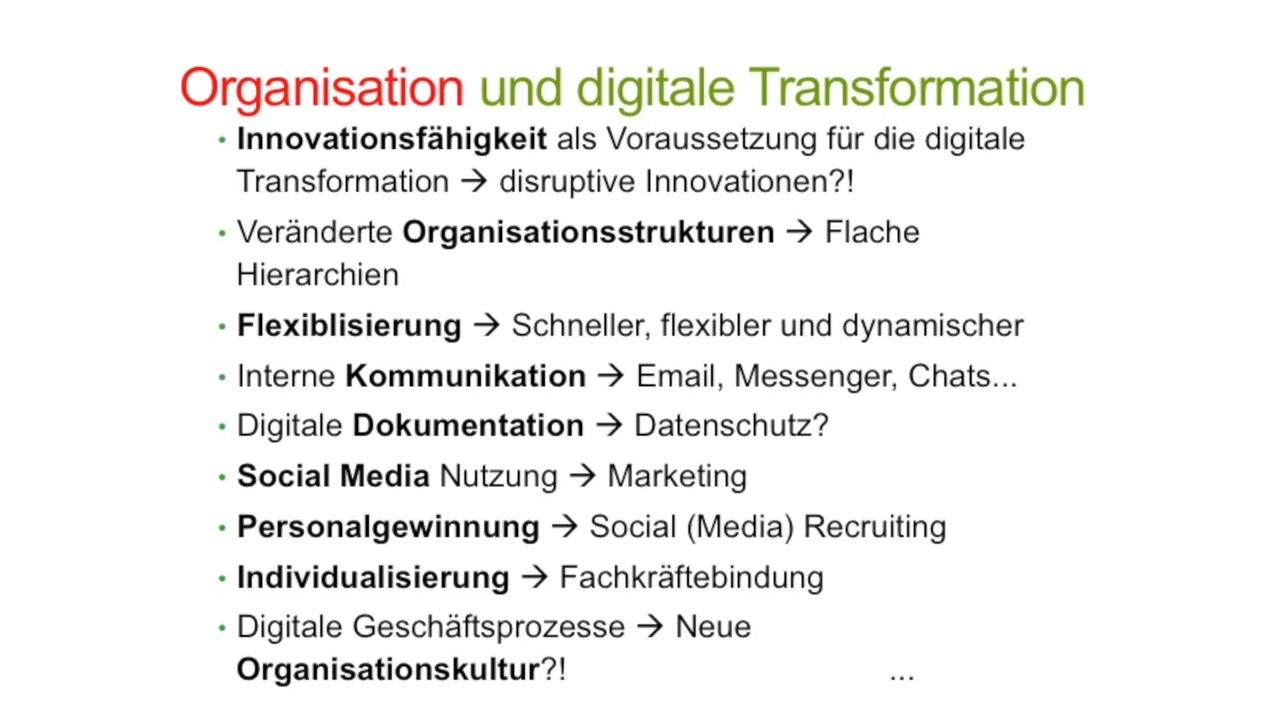 Organisation und digitale Transformation
• Innovationsfähigkeit als Voraussetzung für die digitale
Transformation → disruptive Innovationen?!
• Veränderte Organisationsstrukturen → Flache
Hierarchien
• Flexiblisierung → Schneller, flexibler und dynamischer
• Interne Kommunikation → Email, Messenger, Chats...
• Digitale Dokumentation → Datenschutz?
• Social Media Nutzung → Marketing
• Personalgewinnung → Social (Media) Recruiting
• Individualisierung → Fachkräftebindung
• Digitale Geschäftsprozesse → Neue
Organisationskultur?! ...